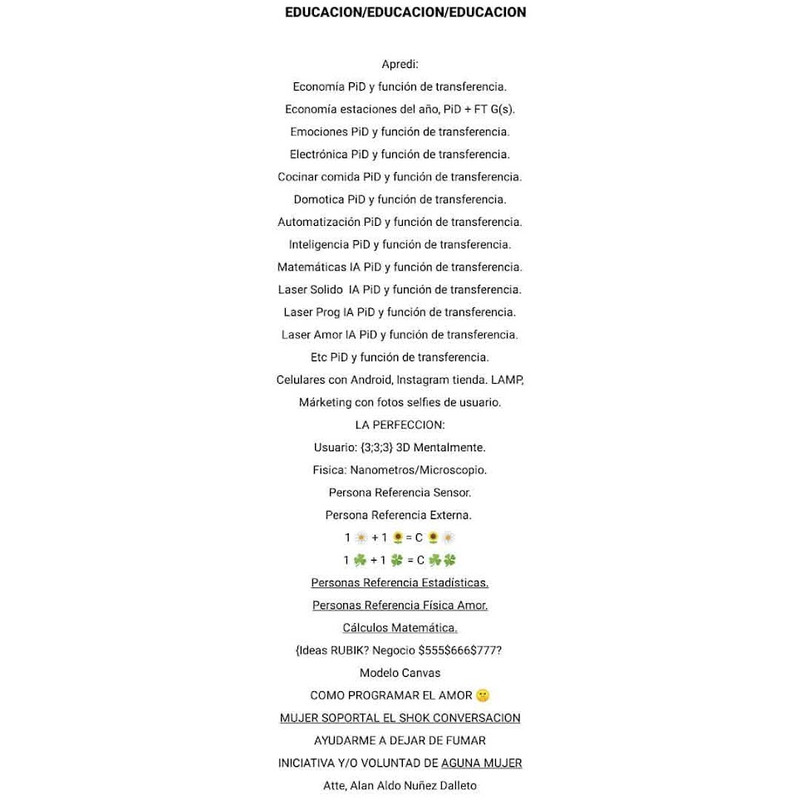 EDUCACION/EDUCACION/EDUCACION
Apredi:
Economía PiD y función de transferencia.
Economía estaciones del año, PiD + FT G(s).
Emociones PiD y función de transferencia.
Electrónica PiD y función de transferencia.
Cocinar comida PiD y función de transferencia.
Domotica PiD y función de transferencia.
Automatización PiD y función de transferencia.
Inteligencia PiD y función de transferencia.
Matemáticas IA PiD y función de transferencia.
Laser Solido  IA PiD y función de transferencia.
Laser Prog IA PiD y función de transferencia.
Laser Amor IA PiD y función de transferencia.
Etc PiD y función de transferencia.
Celulares con Android, Instagram tienda. LAMP,
Márketing con fotos selfies de usuario.
LA PERFECCION:
Usuario: {3;3;3} 3D Mentalmente.
Fisica: Nanometros/Microscopio.
Persona Referencia Sensor.
Persona Referencia Externa.
1 🌼 + 1 🌻 = C 🌻 🌼
1 ☘️ + 1 🍀 = C ☘️🍀
Personas Referencia Estadísticas.
Personas Referencia Física Amor.
Cálculos Matemática.
{Ideas RUBIK? Negocio $555$666$777?
Modelo Canvas
COMO PROGRAMAR EL AMOR 🙂
MUJER SOPORTAL EL SHOK CONVERSACION
AYUDARME A DEJAR DE FUMAR
INICIATIVA Y/O VOLUNTAD DE AGUNA MUJER
Atte, Alan Aldo Nuñez Dalleto